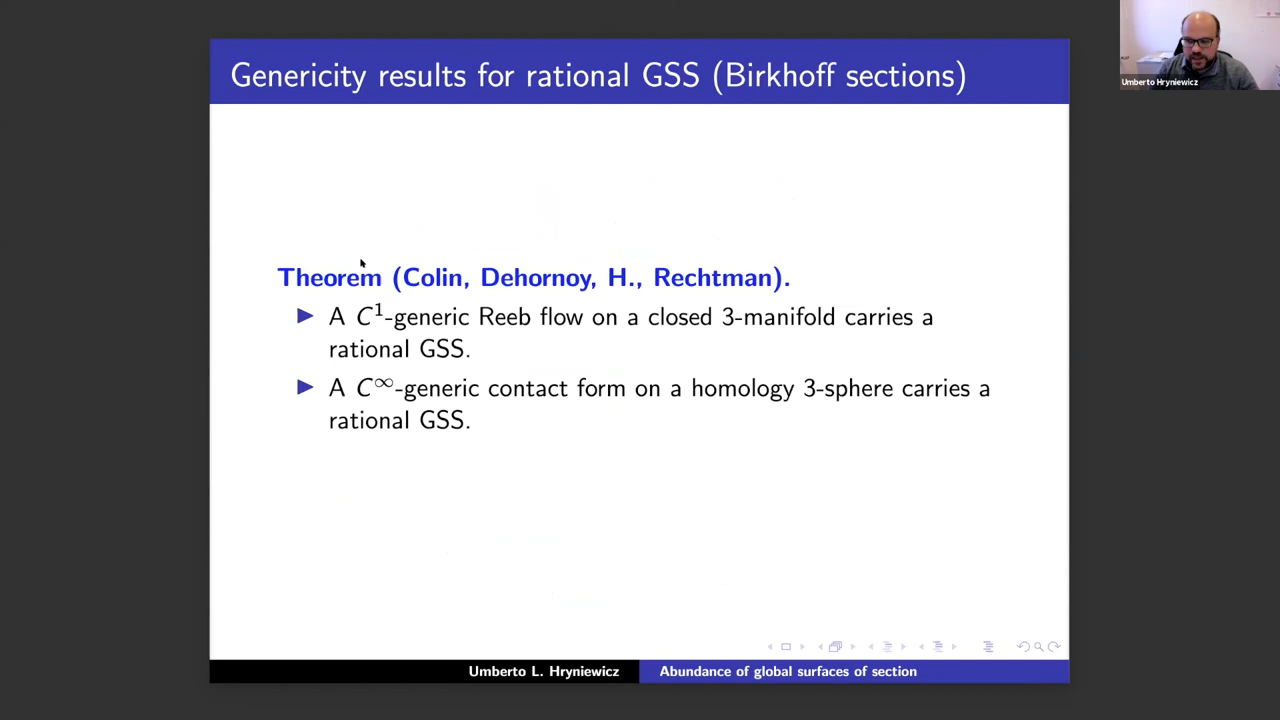 Genericity results for rational GSS (Birkhoff sections)
Umberto Hryniewicz
Theorem (Colin, Dehornoy, H., Rechtman).
▶ A C¹-generic Reeb flow on a closed 3-manifold carries a
rational GSS.
▶ A C∞-generic contact form on a homology 3-sphere carries a
rational GSS.
Umberto L. Hryniewicz
Abundance of global surfaces of section